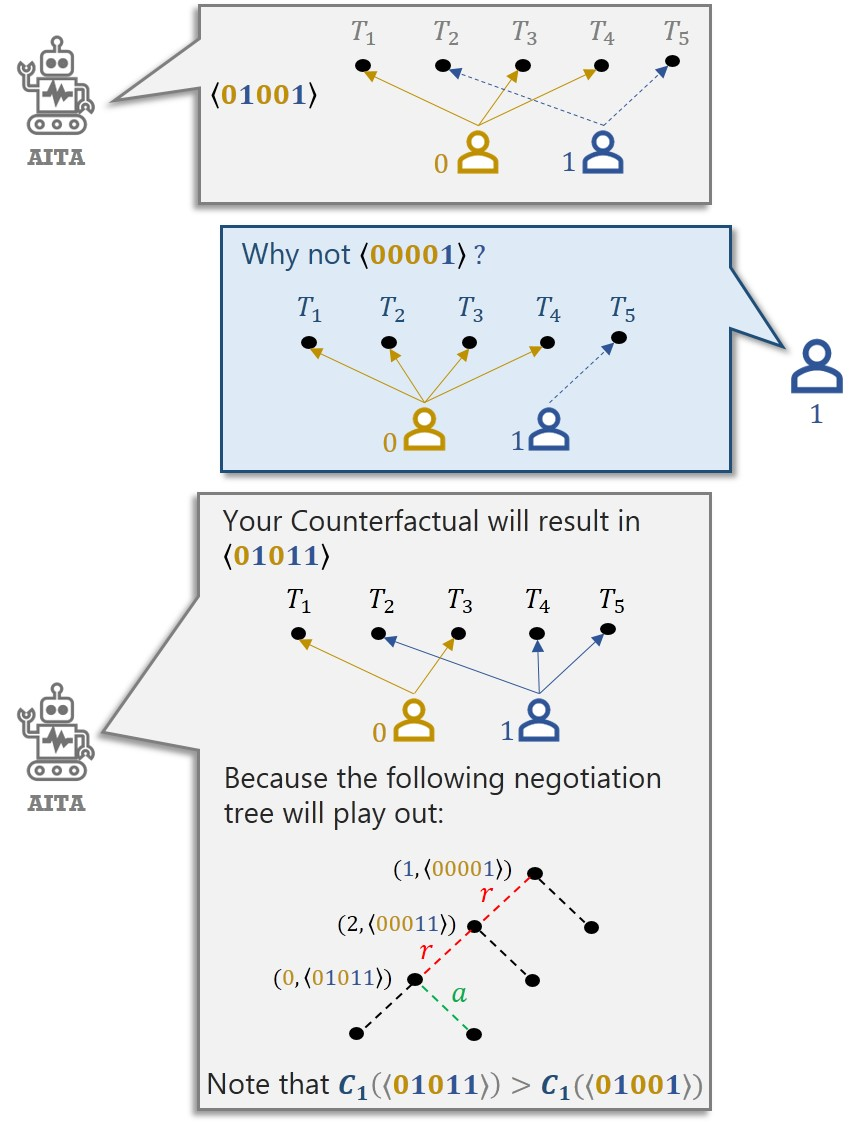 T₁ T₂ T₃ T₄ T₅
⟨01001⟩
0 1
AITA
Why not ⟨00001⟩ ?
T₁ T₂ T₃ T₄ T₅
0 1
1
Your Counterfactual will result in
⟨01011⟩
T₁ T₂ T₃ T₄ T₅
0 1
AITA
Because the following negotiation
tree will play out:
(1,⟨00001⟩)
r
(2,⟨00011⟩)
r
(0,⟨01011⟩)
a
Note that C₁(⟨01011⟩) > C₁(⟨01001⟩)